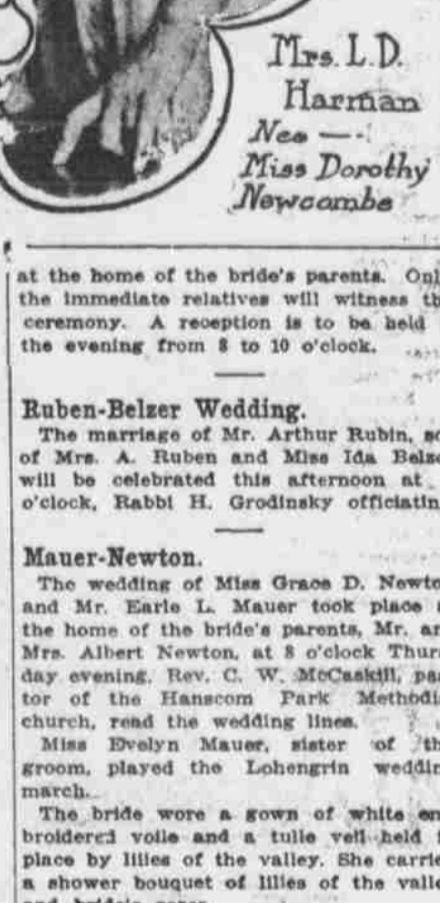 Mrs. L.D.
Harman
Nee —
Miss Dorothy
Newcombe
at the home of the bride's parents. Onl
the immediate relatives will witness th
ceremony. A reception is to be held
the evening from 8 to 10 o'clock.
Ruben-Belzer Wedding.
The marriage of Mr. Arthur Rubin, so
of Mrs. A. Ruben and Miss Ida Belze
will be celebrated this afternoon at
o'clock, Rabbi H. Grodinsky officiatin
Mauer-Newton.
The wedding of Miss Grace D. Newto
and Mr. Earle L. Mauer took place
the home of the bride's parents, Mr. an
Mrs. Albert Newton, at 8 o'clock Thurs
day evening. Rev. C. W. McCaskill, pas
tor of the Hanscom Park Methodis
church, read the wedding lines.
Miss Evelyn Mauer, sister of th
groom, played the Lohengrin weddin
march.
The bride wore a gown of white em
broidered voile and a tulle veil held i
place by lilies of the valley. She carrie
a shower bouquet of lilies of the valle
and bride's roses.